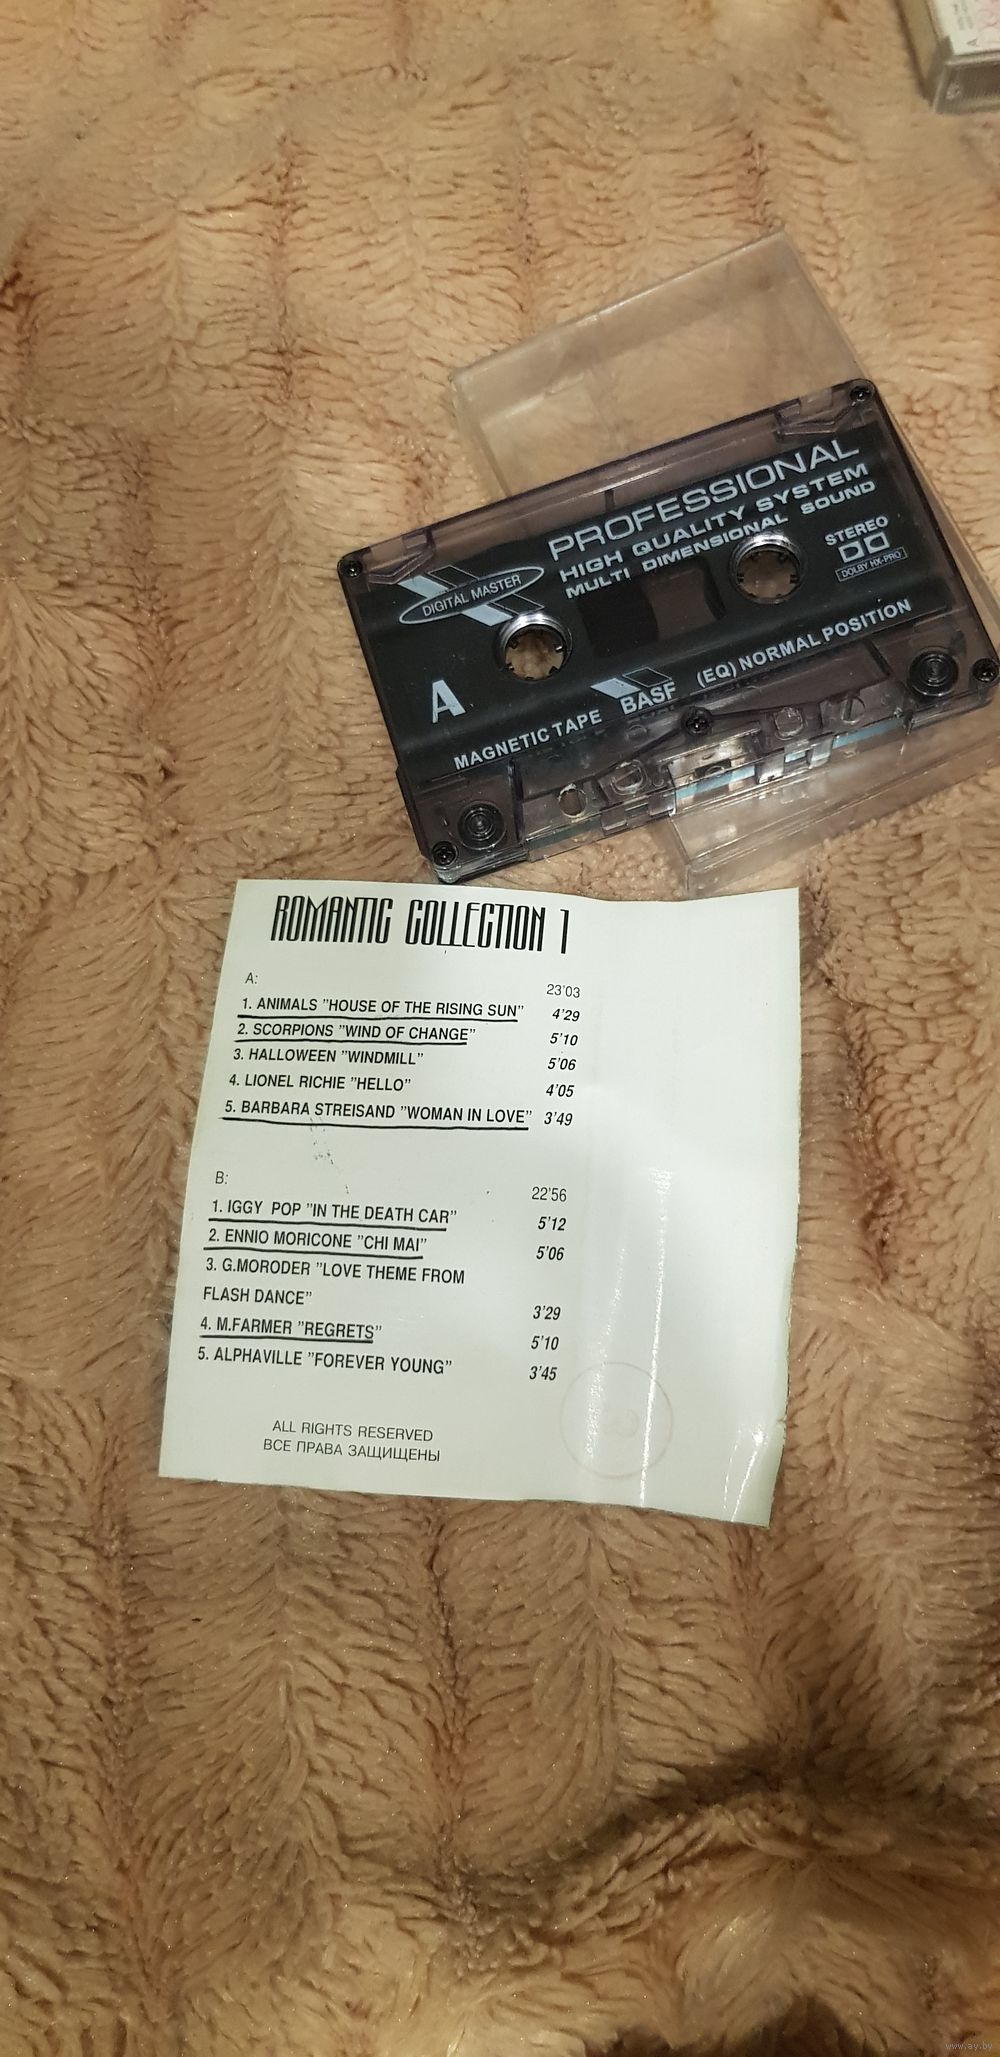 PROFESSIONAL
HIGH QUALITY SYSTEM
MULTI DIMENSIONAL SOUND
STEREO
DOLBY HX-PRO
DIGITAL MASTER
A
MAGNETIC TAPE BASF (EQ) NORMAL POSITION
ROMANTIC COLLECTION 1
A:
23'03
1. ANIMALS "HOUSE OF THE RISING SUN" 4'29
2. SCORPIONS "WIND OF CHANGE" 5'10
3. HALLOWEEN "WINDMILL" 5'06
4. LIONEL RICHIE "HELLO" 4'05
5. BARBARA STREISAND "WOMAN IN LOVE" 3'49
B:
22'56
1. IGGY POP "IN THE DEATH CAR" 5'12
2. ENNIO MORICONE "CHI MAI" 5'06
3. G.MORODER "LOVE THEME FROM
FLASH DANCE" 3'29
4. M.FARMER "REGRETS" 5'10
5. ALPHAVILLE "FOREVER YOUNG" 3'45
ALL RIGHTS RESERVED
ВСЕ ПРАВА ЗАЩИЩЕНЫ
www.ay.by